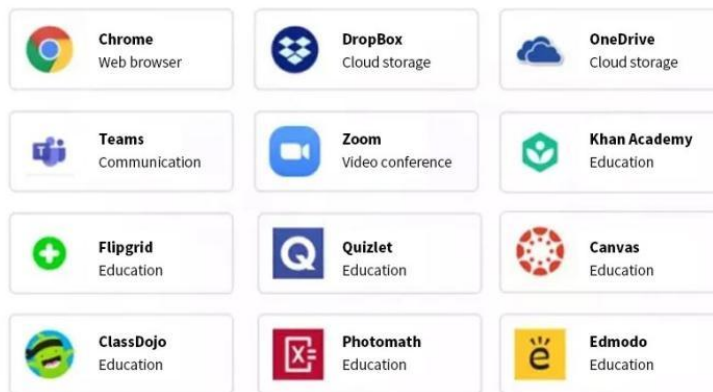 Chrome
Web browser
DropBox
Cloud storage
OneDrive
Cloud storage
Teams
Communication
Zoom
Video conference
Khan Academy
Education
Flipgrid
Education
Quizlet
Education
Canvas
Education
ClassDojo
Education
Photomath
Education
Edmodo
Education